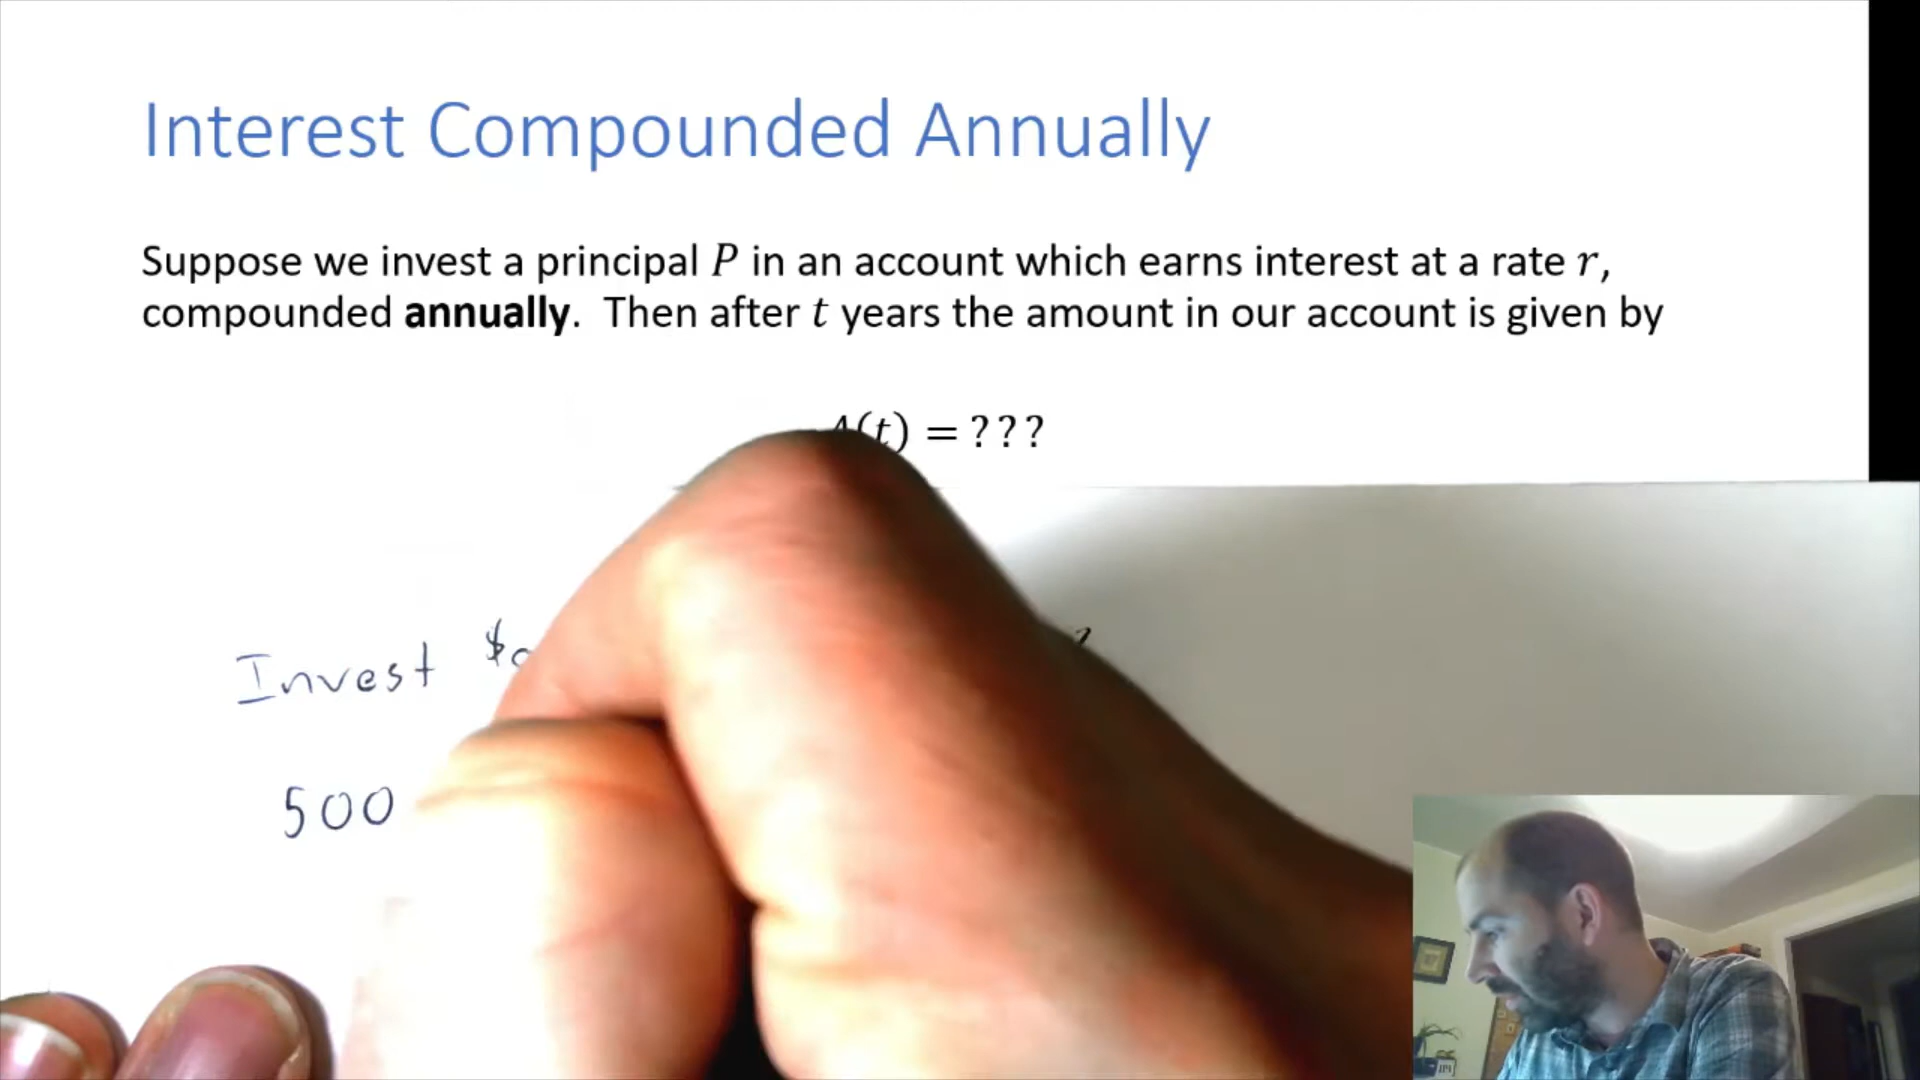 Interest Compounded Annually
Suppose we invest a principal P in an account which earns interest at a rate r,
compounded annually. Then after t years the amount in our account is given by
A(t) = ???
Invest $
500